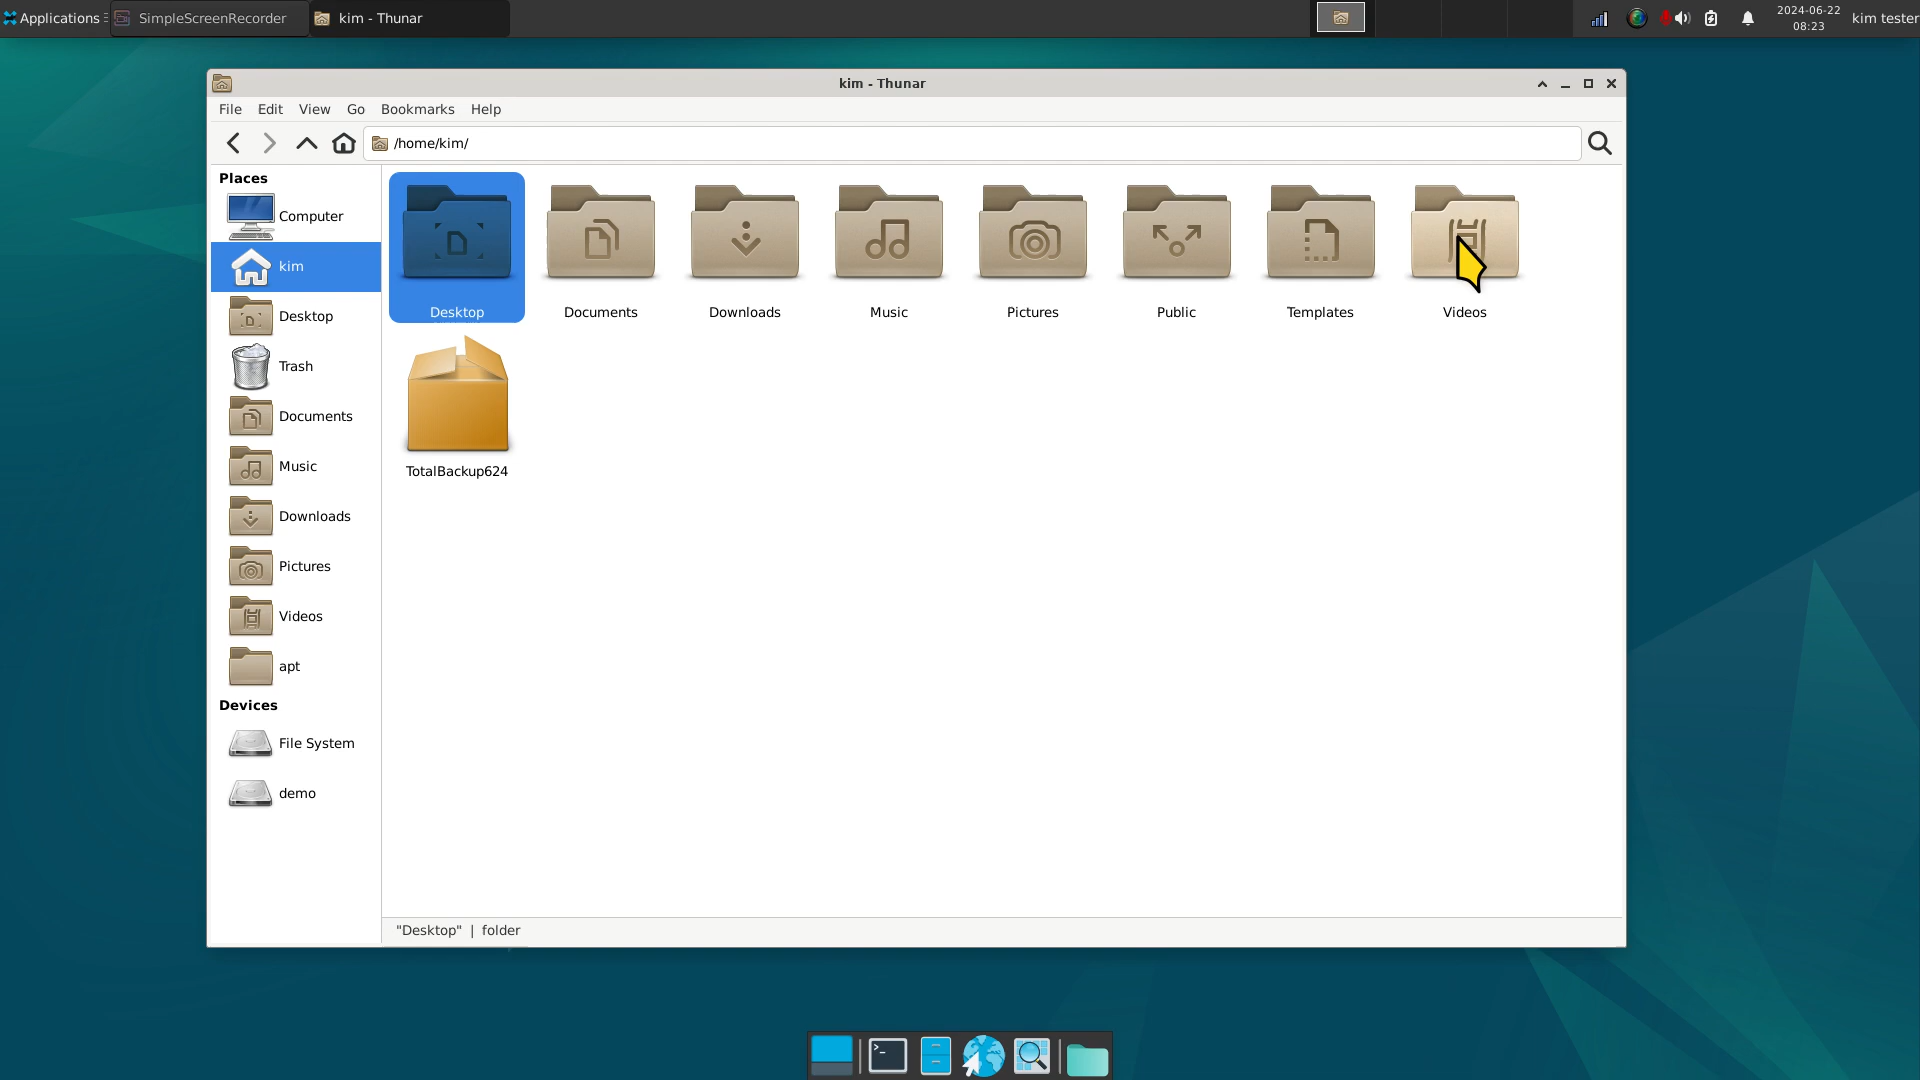 Applications
SimpleScreenRecorder
kim - Thunar
2024-06-22
08:23
kim tester
kim - Thunar
File Edit View Go Bookmarks Help
/home/kim/
Places
Computer
kim
Desktop
Trash
Documents
Music
Downloads
Pictures
Videos
apt
Devices
File System
demo
Desktop Documents Downloads Music Pictures Public Templates Videos
TotalBackup624
"Desktop" | folder